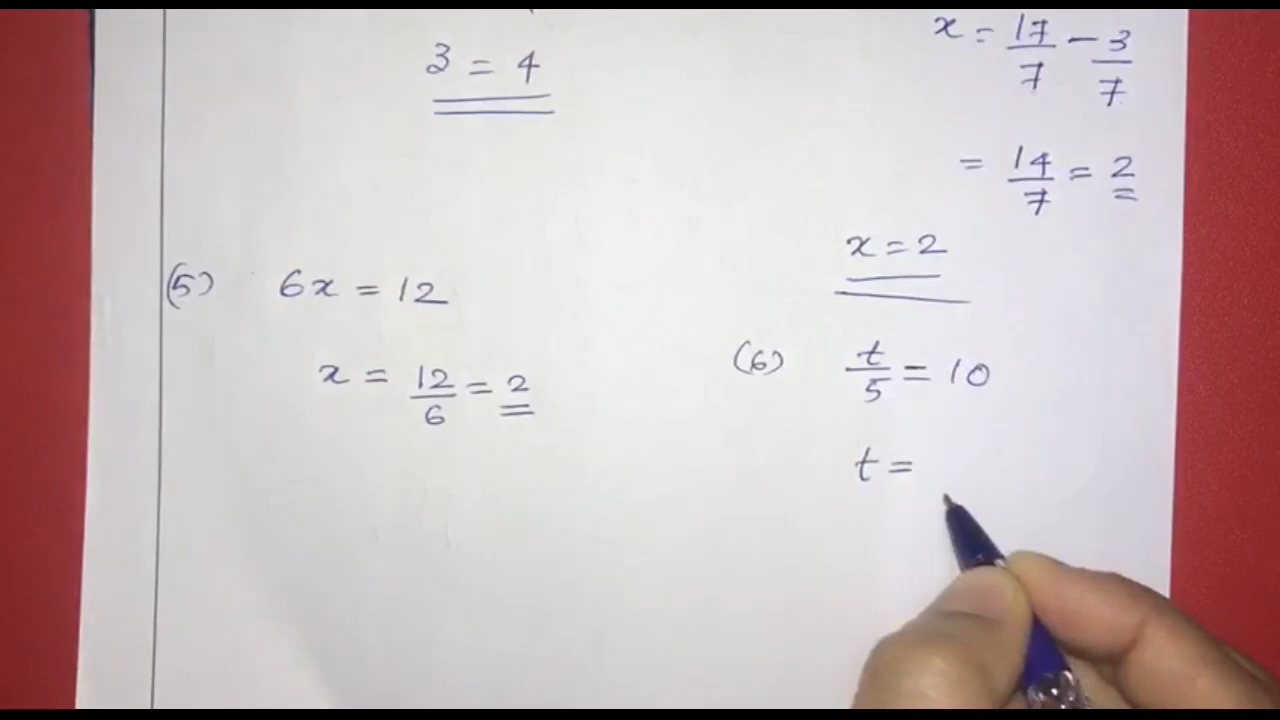 3 = 4
(5) 6x = 12
x = 12/6 = 2
x = 17/7 - 3/7
= 14/7 = 2
x = 2
(6) t/5 = 10
t =